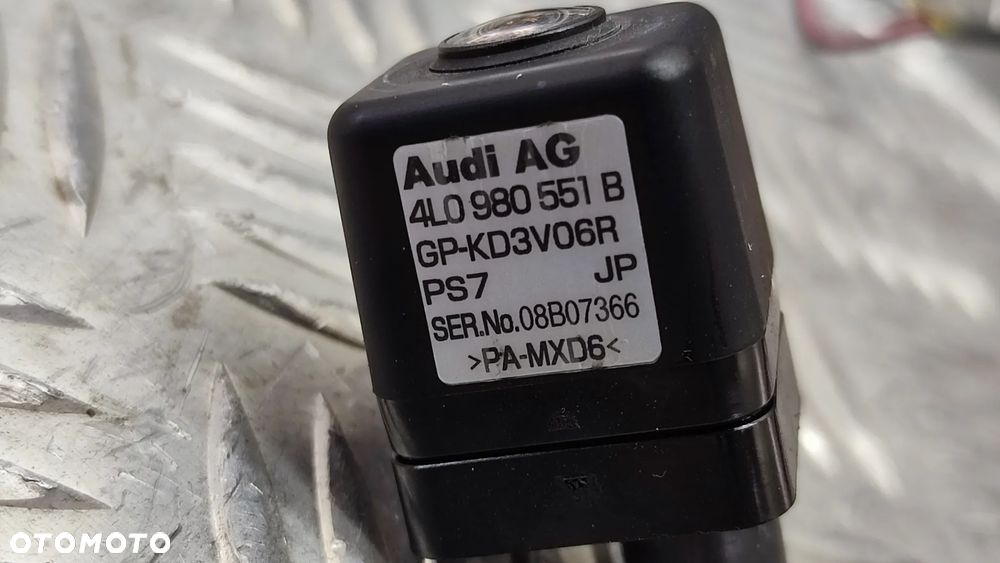 Audi AG
4L0 980 551 B
GP-KD3V06R
PS7 JP
SER.No.08B07366
>PA-MXD6<
OTOMOTO